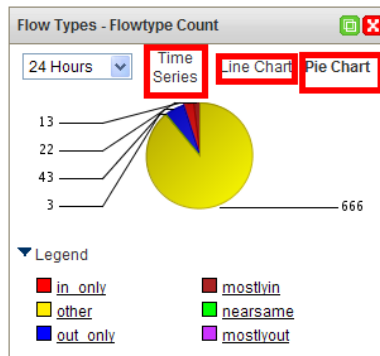 Flow Types - Flowtype Count
24 Hours
Time Series
Line Chart
Pie Chart
13
22
43
3
666
Legend
in_only
mostlyin
other
nearsame
out_only
mostlyout